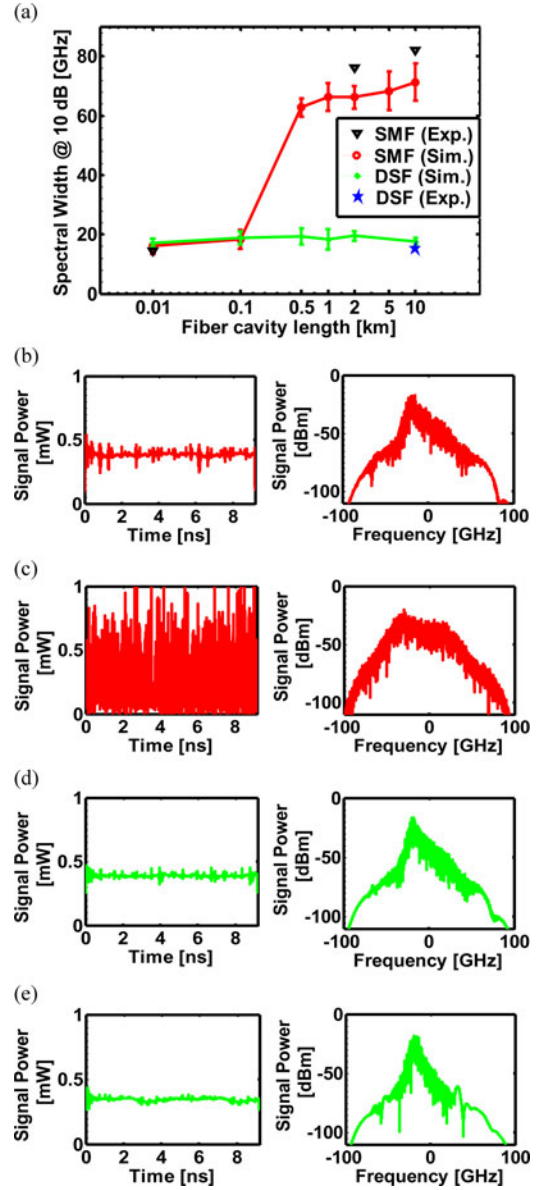 (a)
Spectral Width @ 10 dB [GHz]
80
60
40
20
0
SMF (Exp.)
SMF (Sim.)
DSF (Sim.)
DSF (Exp.)
0.01 0.1 0.5 1 2 5 10
Fiber cavity length [km]
(b)
Signal Power
[mW]
1
0.5
0
0 2 4 6 8
Time [ns]
Signal Power
[dBm]
0
-50
-100
-100 0 100
Frequency [GHz]
(c)
Signal Power
[mW]
1
0.5
0
0 2 4 6 8
Time [ns]
Signal Power
[dBm]
0
-50
-100
-100 0 100
Frequency [GHz]
(d)
Signal Power
[mW]
1
0.5
0
0 2 4 6 8
Time [ns]
Signal Power
[dBm]
0
-50
-100
-100 0 100
Frequency [GHz]
(e)
Signal Power
[mW]
1
0.5
0
0 2 4 6 8
Time [ns]
Signal Power
[dBm]
0
-50
-100
-100 0 100
Frequency [GHz]